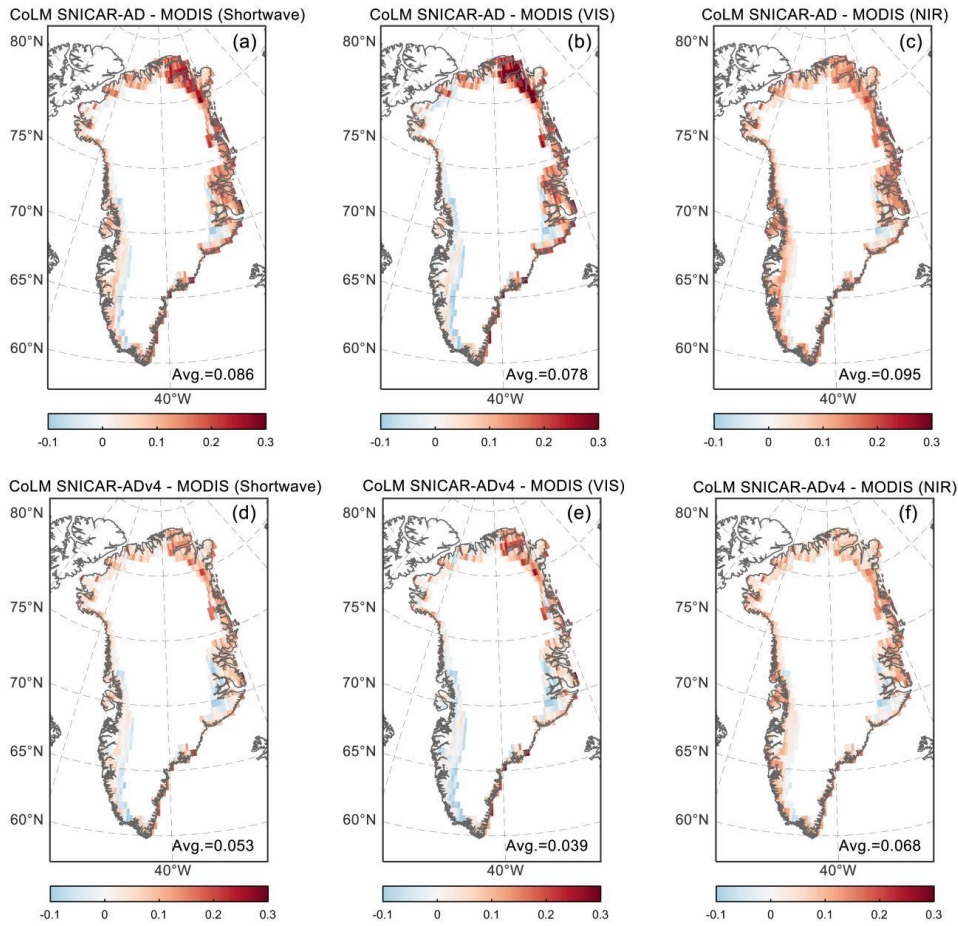 CoLM SNICAR-AD - MODIS (Shortwave)
CoLM SNICAR-AD - MODIS (VIS)
CoLM SNICAR-AD - MODIS (NIR)
80°N
75°N
70°N
65°N
60°N
(a)
Avg.=0.086
40°W
-0.1 0 0.1 0.2 0.3
80°N
75°N
70°N
65°N
60°N
(b)
Avg.=0.078
40°W
-0.1 0 0.1 0.2 0.3
80°N
75°N
70°N
65°N
60°N
(c)
Avg.=0.095
40°W
-0.1 0 0.1 0.2 0.3
CoLM SNICAR-ADv4 - MODIS (Shortwave)
CoLM SNICAR-ADv4 - MODIS (VIS)
CoLM SNICAR-ADv4 - MODIS (NIR)
80°N
75°N
70°N
65°N
60°N
(d)
Avg.=0.053
40°W
-0.1 0 0.1 0.2 0.3
80°N
75°N
70°N
65°N
60°N
(e)
Avg.=0.039
40°W
-0.1 0 0.1 0.2 0.3
80°N
75°N
70°N
65°N
60°N
(f)
Avg.=0.068
40°W
-0.1 0 0.1 0.2 0.3